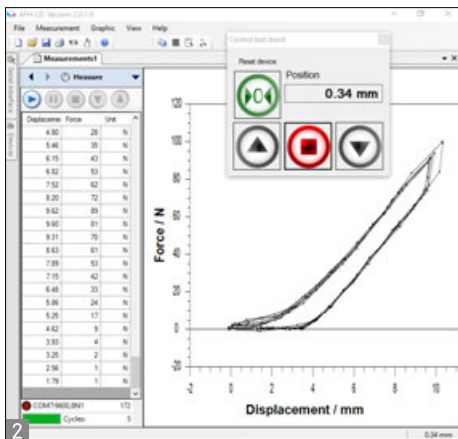 AFH-LD Version 2.0.1.0
File Measurement Graphic View Help
Measurements1
Measure
Displaceme Force Unit
4.80 28 N
5.46 35 N
6.15 43 N
6.82 53 N
7.52 62 N
8.20 72 N
9.62 89 N
9.60 81 N
9.31 70 N
8.63 61 N
7.89 53 N
7.15 42 N
6.48 33 N
5.86 24 N
5.25 17 N
4.62 9 N
3.93 4 N
3.25 2 N
2.56 1 N
1.79 1 N
COM7:9600,8N1 172
Cycles: 5
Control test stand
Reset device
Position
0.34 mm
Force / N
120
100
80
60
40
20
0
-20
-2 0 2 4 6 8 10
Displacement / mm
0.34 mm
2